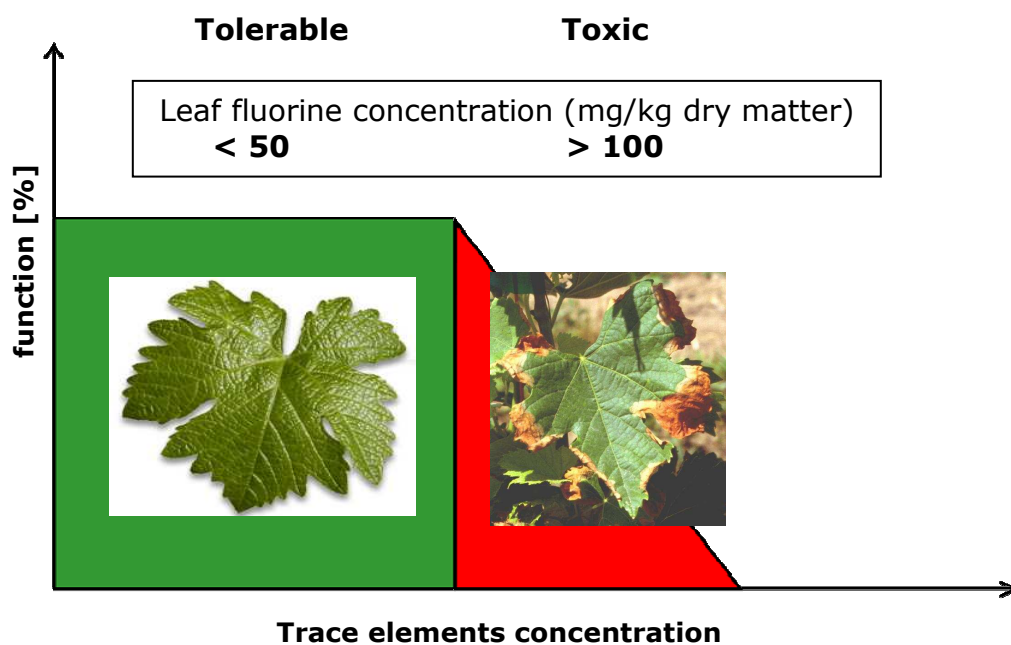 Tolerable Toxic
Leaf fluorine concentration (mg/kg dry matter)
< 50 > 100
function [%]
Trace elements concentration